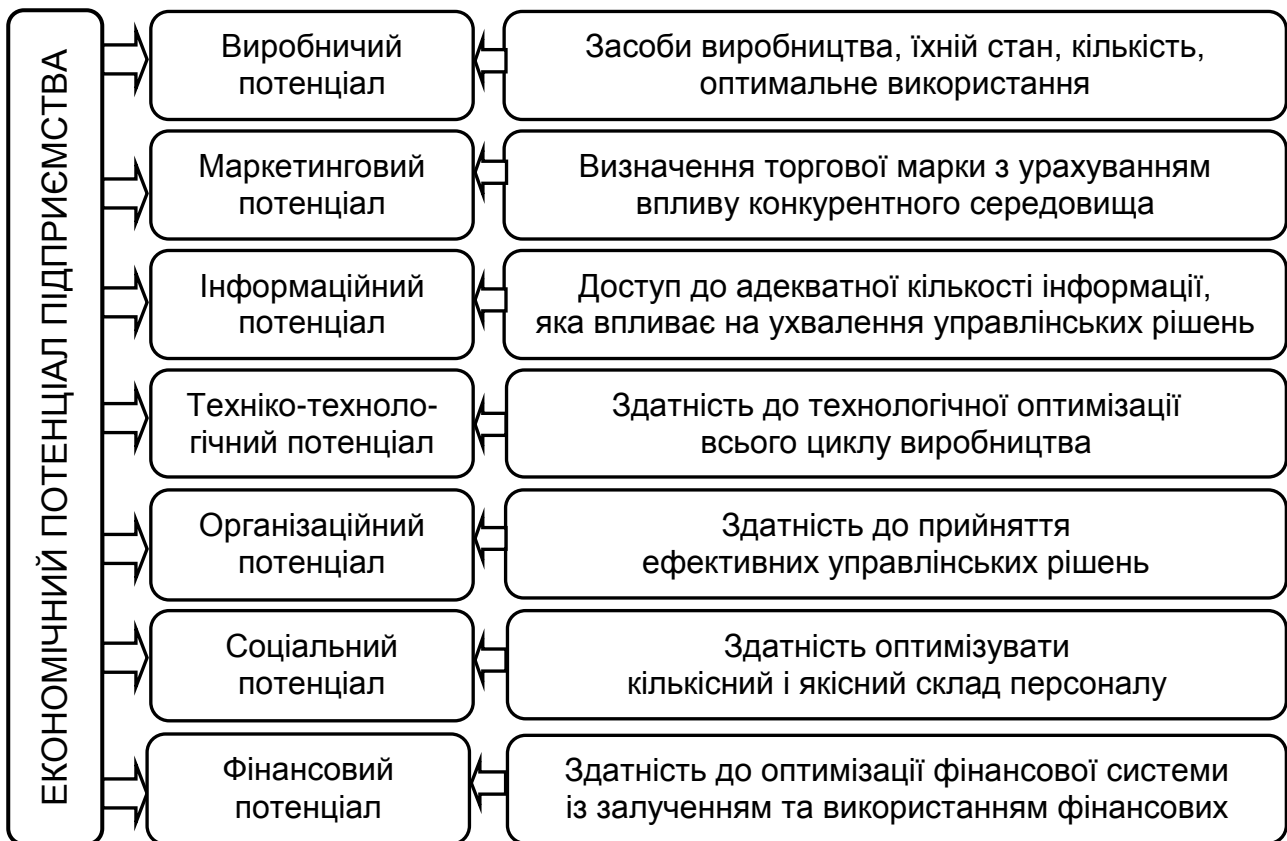 ЕКОНОМІЧНИЙ ПОТЕНЦІАЛ ПІДПРИЄМСТВА
Виробничий
потенціал
Засоби виробництва, їхній стан, кількість,
оптимальне використання
Маркетинговий
потенціал
Визначення торгової марки з урахуванням
впливу конкурентного середовища
Інформаційний
потенціал
Доступ до адекватної кількості інформації,
яка впливає на ухвалення управлінських рішень
Техніко-техноло-
гічний потенціал
Здатність до технологічної оптимізації
всього циклу виробництва
Організаційний
потенціал
Здатність до прийняття
ефективних управлінських рішень
Соціальний
потенціал
Здатність оптимізувати
кількісний і якісний склад персоналу
Фінансовий
потенціал
Здатність до оптимізації фінансової системи
із залученням та використанням фінансових